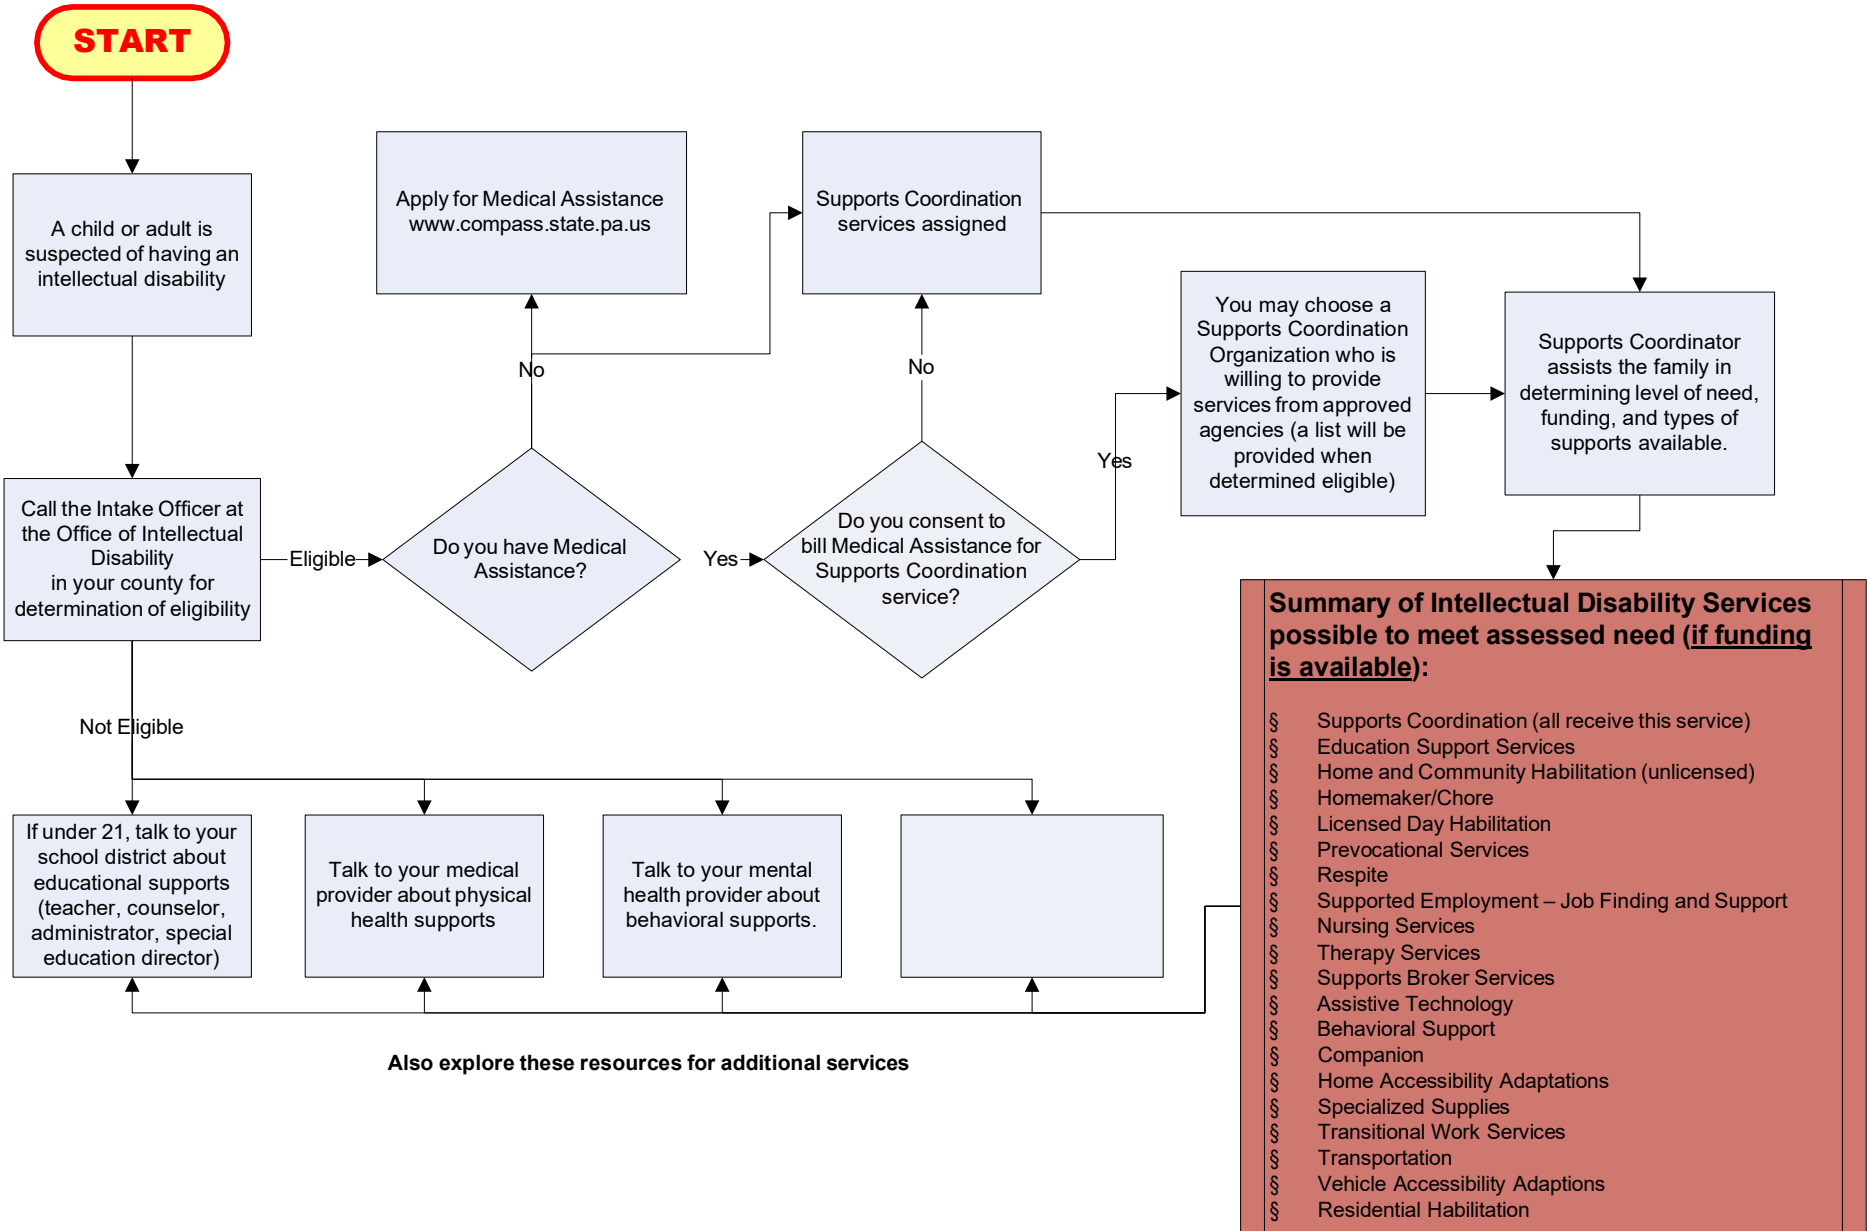 START
A child or adult is
suspected of having an
intellectual disability
Apply for Medical Assistance
www.compass.state.pa.us
Supports Coordination
services assigned
You may choose a
Supports Coordination
Organization who is
willing to provide
services from approved
agencies (a list will be
provided when
determined eligible)
Supports Coordinator
assists the family in
determining level of need,
funding, and types of
supports available.
No
No
Yes
Call the Intake Officer at
the Office of Intellectual
Disability
in your county for
determination of eligibility
Eligible
Do you have Medical
Assistance?
Yes
Do you consent to
bill Medical Assistance for
Supports Coordination
service?
Not Eligible
If under 21, talk to your
school district about
educational supports
(teacher, counselor,
administrator, special
education director)
Talk to your medical
provider about physical
health supports
Talk to your mental
health provider about
behavioral supports.
Also explore these resources for additional services
Summary of Intellectual Disability Services
possible to meet assessed need (if funding
is available):
§ Supports Coordination (all receive this service)
§ Education Support Services
§ Home and Community Habilitation (unlicensed)
§ Homemaker/Chore
§ Licensed Day Habilitation
§ Prevocational Services
§ Respite
§ Supported Employment – Job Finding and Support
§ Nursing Services
§ Therapy Services
§ Supports Broker Services
§ Assistive Technology
§ Behavioral Support
§ Companion
§ Home Accessibility Adaptations
§ Specialized Supplies
§ Transitional Work Services
§ Transportation
§ Vehicle Accessibility Adaptions
§ Residential Habilitation